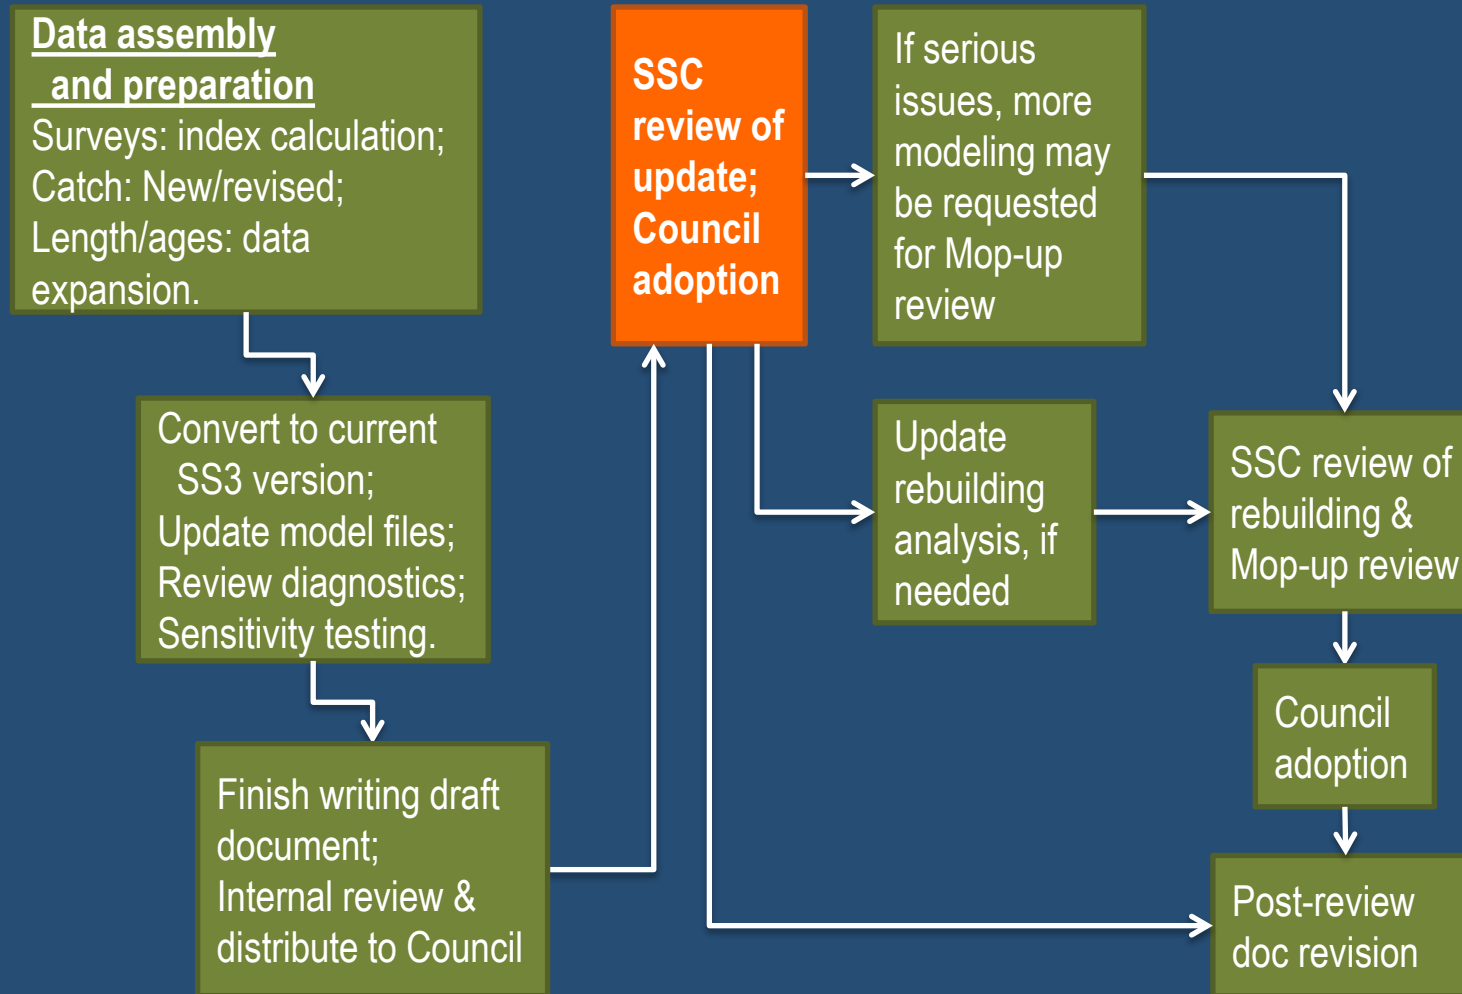 Data assembly
and preparation
Surveys: index calculation;
Catch: New/revised;
Length/ages: data
expansion.
Convert to current
SS3 version;
Update model files;
Review diagnostics;
Sensitivity testing.
Finish writing draft
document;
Internal review &
distribute to Council
SSC
review of
update;
Council
adoption
If serious
issues, more
modeling may
be requested
for Mop-up
review
Update
rebuilding
analysis, if
needed
SSC review of
rebuilding &
Mop-up review
Council
adoption
Post-review
doc revision